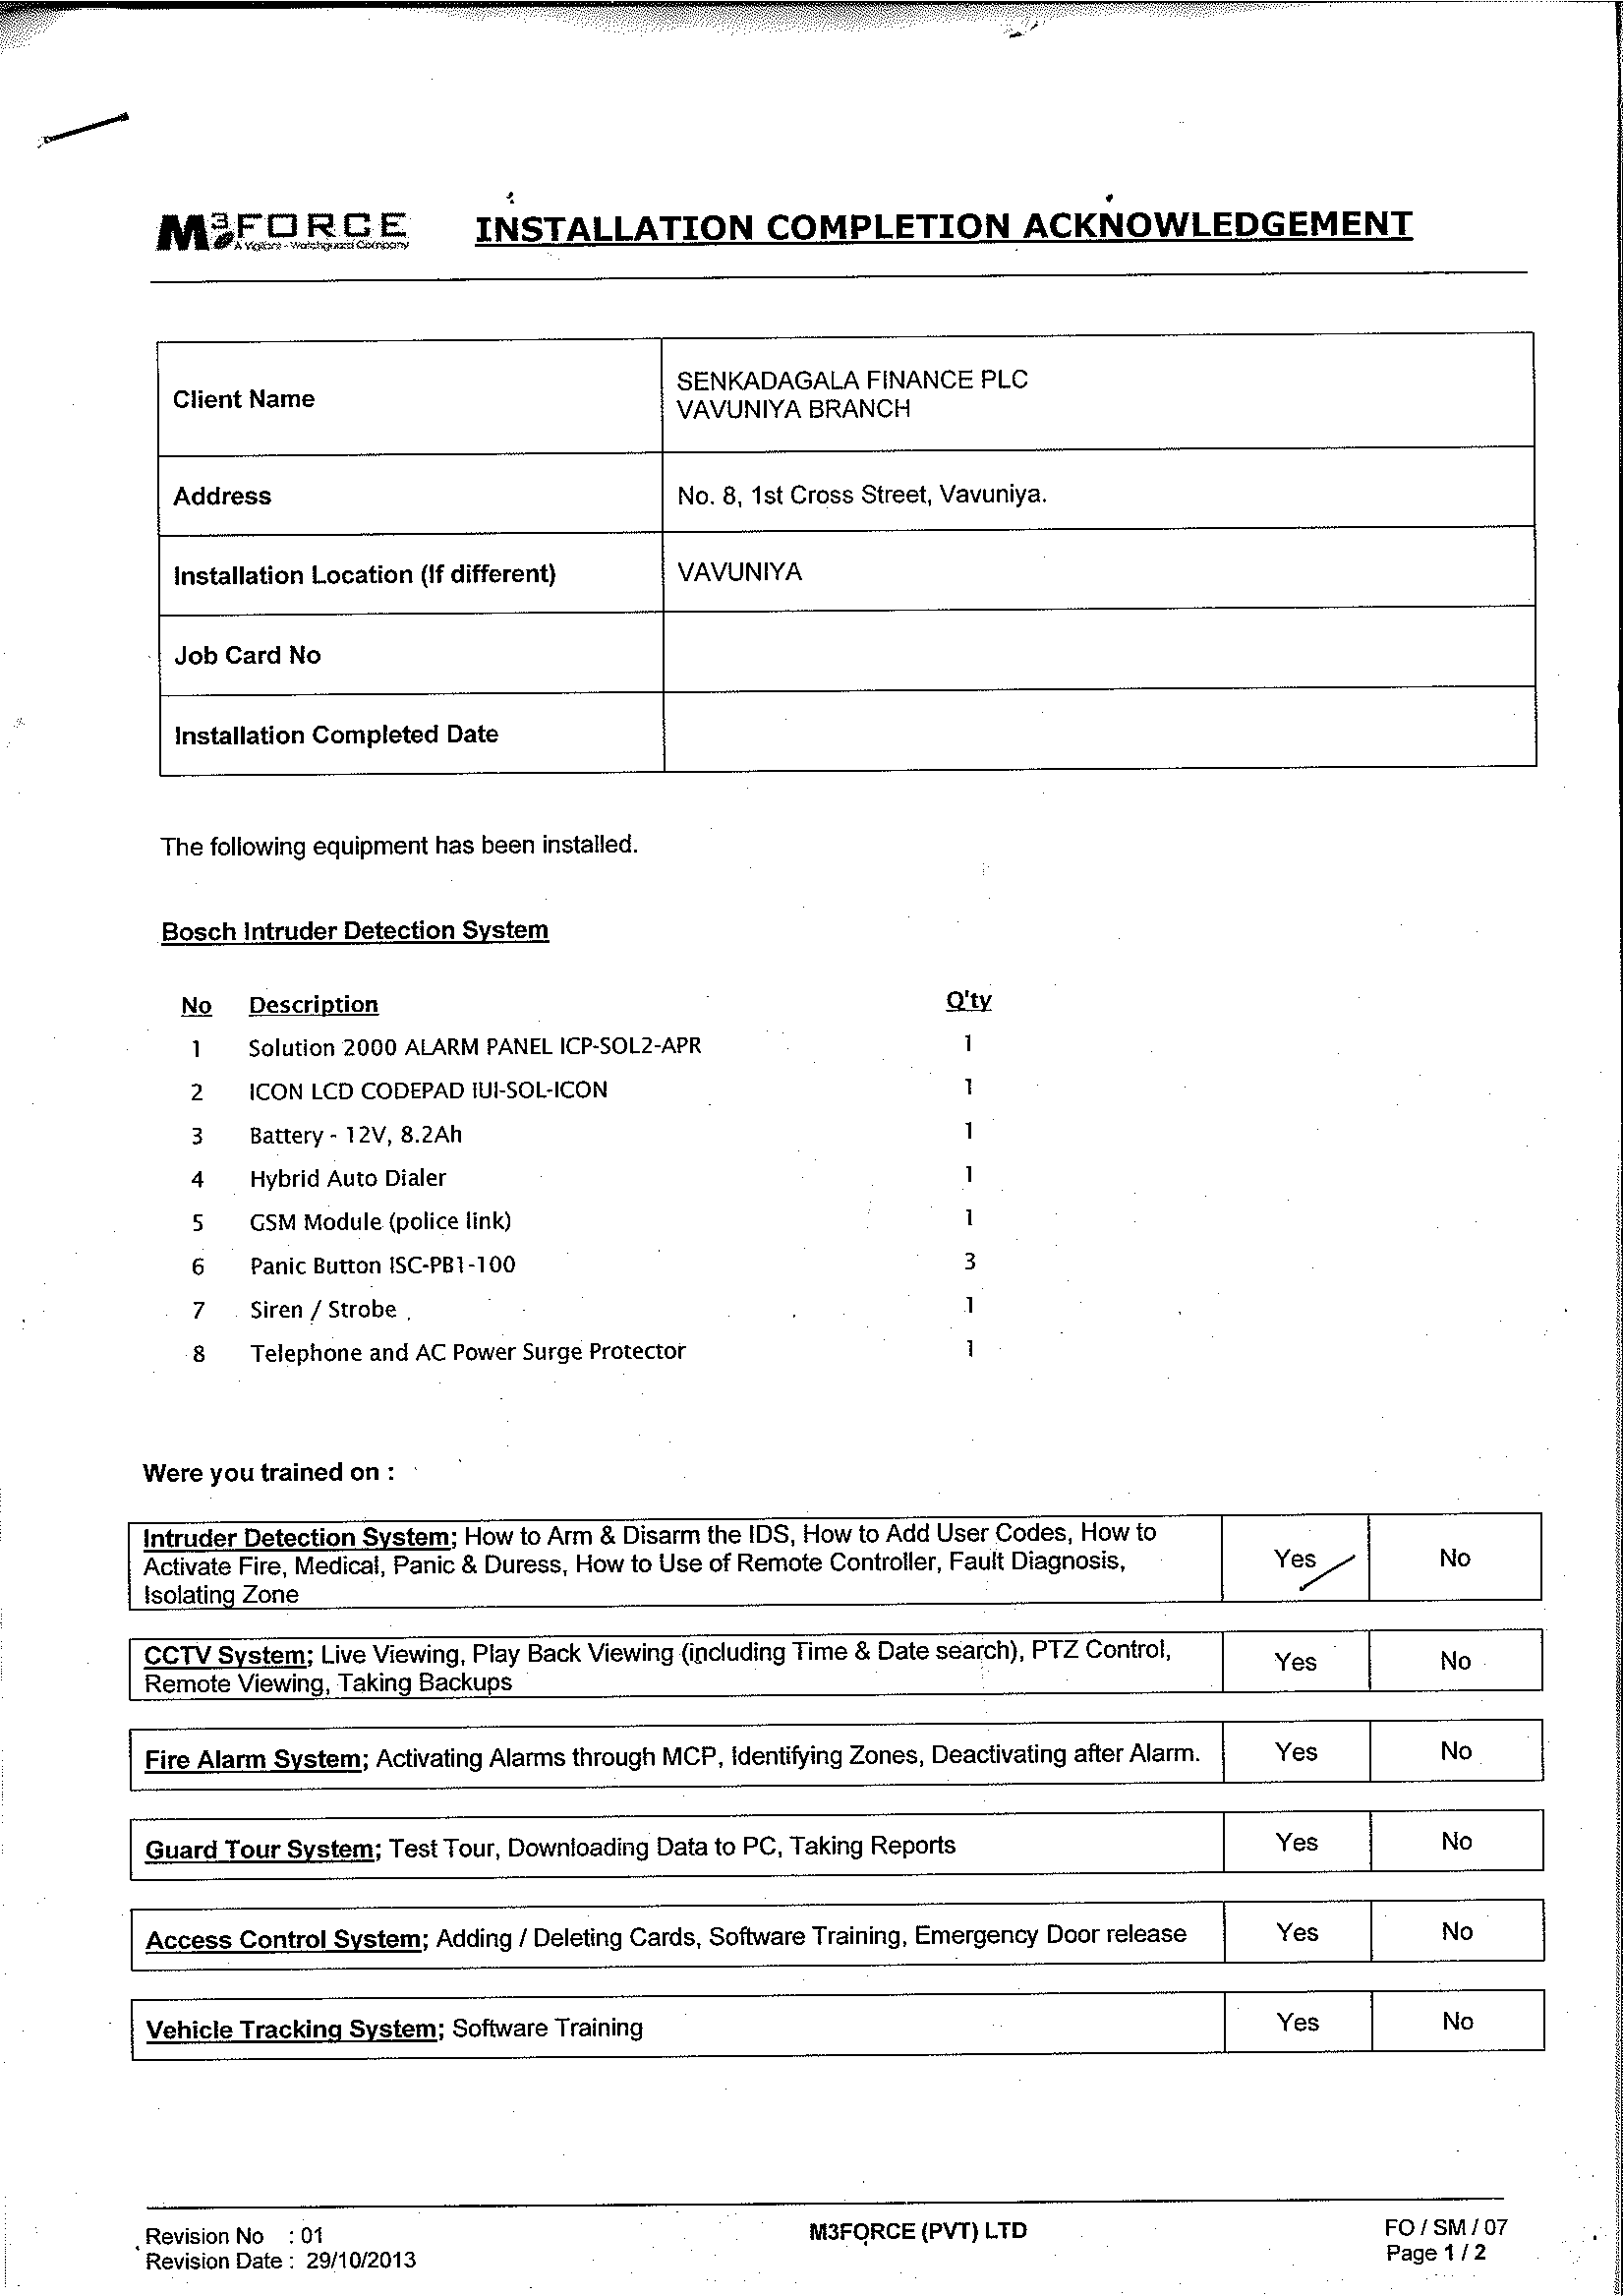 M3FORCE
INSTALLATION COMPLETION ACKNOWLEDGEMENT
Client Name
SENKADAGALA FINANCE PLC
VAVUNIYA BRANCH
Address
No. 8, 1st Cross Street, Vavuniya.
Installation Location (If different)
VAVUNIYA
Job Card No
Installation Completed Date
The following equipment has been installed.
Bosch Intruder Detection System
No Description Q'ty
1 Solution 2000 ALARM PANEL ICP-SOL2-APR 1
2 ICON LCD CODEPAD IUI-SOL-ICON 1
3 Battery - 12V, 8.2Ah 1
4 Hybrid Auto Dialer 1
5 GSM Module (police link) 1
6 Panic Button ISC-PB1-100 3
7 Siren / Strobe 1
8 Telephone and AC Power Surge Protector 1
Were you trained on :
Intruder Detection System; How to Arm & Disarm the IDS, How to Add User Codes, How to
Activate Fire, Medical, Panic & Duress, How to Use of Remote Controller, Fault Diagnosis,
Isolating Zone
Yes No
CCTV System; Live Viewing, Play Back Viewing (including Time & Date search), PTZ Control,
Remote Viewing, Taking Backups
Yes No
Fire Alarm System; Activating Alarms through MCP, Identifying Zones, Deactivating after Alarm. Yes No
Guard Tour System; Test Tour, Downloading Data to PC, Taking Reports Yes No
Access Control System; Adding / Deleting Cards, Software Training, Emergency Door release Yes No
Vehicle Tracking System; Software Training Yes No
Revision No : 01
Revision Date : 29/10/2013
M3FORCE (PVT) LTD
FO / SM / 07
Page 1 / 2